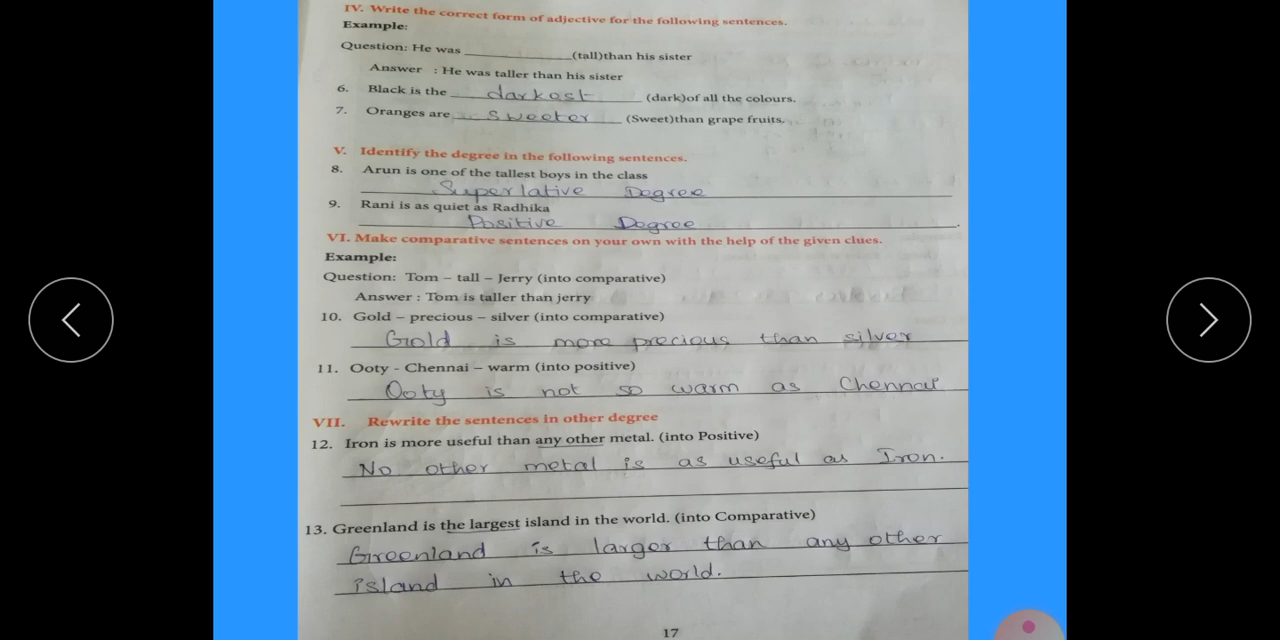 IV. Write the correct form of adjective for the following sentences.
Example:
Question: He was ____________(tall)than his sister
Answer : He was taller than his sister
6. Black is the darkest (dark)of all the colours.
7. Oranges are sweeter (Sweet)than grape fruits.
V. Identify the degree in the following sentences.
8. Arun is one of the tallest boys in the class
Superlative Degree
9. Rani is as quiet as Radhika
Positive Degree
VI. Make comparative sentences on your own with the help of the given clues.
Example:
Question: Tom – tall – Jerry (into comparative)
Answer : Tom is taller than jerry
10. Gold – precious – silver (into comparative)
Gold is more precious than silver
11. Ooty - Chennai – warm (into positive)
Ooty is not so warm as Chennai
VII. Rewrite the sentences in other degree
12. Iron is more useful than any other metal. (into Positive)
No other metal is as useful as Iron.
13. Greenland is the largest island in the world. (into Comparative)
Greenland is larger than any other
island in the world.
17